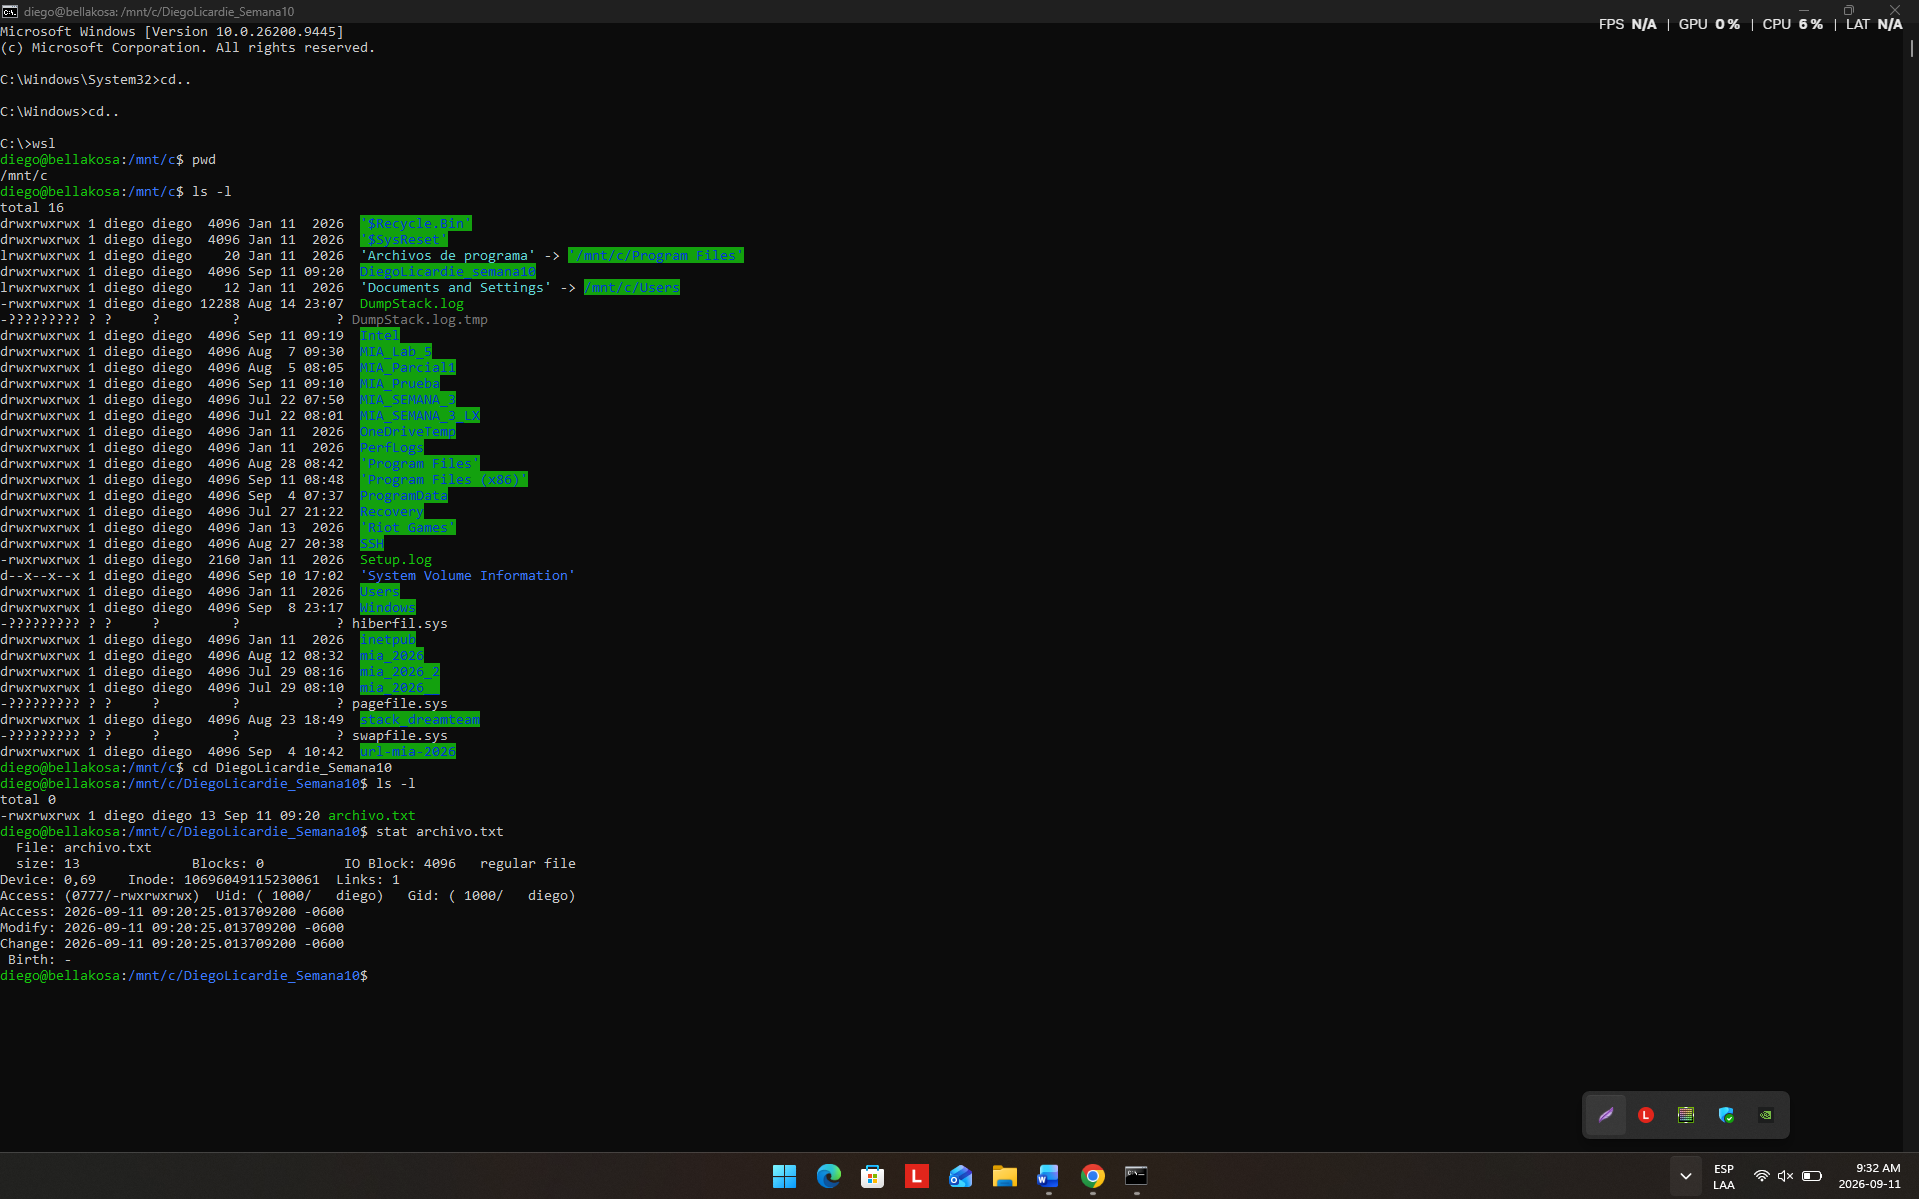 diego@bellakosa: /mnt/c/DiegoLicardie_Semana10
FPS N/A | GPU 0 % | CPU 6 % | LAT N/A
Microsoft Windows [Version 10.0.26200.9445]
(c) Microsoft Corporation. All rights reserved.
C:\Windows\System32>cd..
C:\Windows>cd..
C:\>wsl
diego@bellakosa:/mnt/c$ pwd
/mnt/c
diego@bellakosa:/mnt/c$ ls -l
total 16
drwxrwxrwx 1 diego diego  4096 Jan 11  2026  '$Recycle.Bin'
drwxrwxrwx 1 diego diego  4096 Jan 11  2026  '$SysReset'
lrwxrwxrwx 1 diego diego    20 Jan 11  2026  'Archivos de programa' -> '/mnt/c/Program Files'
drwxrwxrwx 1 diego diego  4096 Sep 11 09:20  DiegoLicardie_semana10
lrwxrwxrwx 1 diego diego    12 Jan 11  2026  'Documents and Settings' -> /mnt/c/Users
-rwxrwxrwx 1 diego diego 12288 Aug 14 23:07  DumpStack.log
-????????? ? ?     ?         ?            ? DumpStack.log.tmp
drwxrwxrwx 1 diego diego  4096 Sep 11 09:19  Intel
drwxrwxrwx 1 diego diego  4096 Aug  7 09:30  MIA_Lab_5
drwxrwxrwx 1 diego diego  4096 Aug  5 08:05  MIA_Parcial1
drwxrwxrwx 1 diego diego  4096 Sep 11 09:10  MIA_Prueba
drwxrwxrwx 1 diego diego  4096 Jul 22 07:50  MIA_SEMANA_3
drwxrwxrwx 1 diego diego  4096 Jul 22 08:01  MIA_SEMANA_3_LX
drwxrwxrwx 1 diego diego  4096 Jan 11  2026  OneDriveTemp
drwxrwxrwx 1 diego diego  4096 Jan 11  2026  PerfLogs
drwxrwxrwx 1 diego diego  4096 Aug 28 08:42  'Program Files'
drwxrwxrwx 1 diego diego  4096 Sep 11 08:48  'Program Files (x86)'
drwxrwxrwx 1 diego diego  4096 Sep  4 07:37  ProgramData
drwxrwxrwx 1 diego diego  4096 Jul 27 21:22  Recovery
drwxrwxrwx 1 diego diego  4096 Jan 13  2026  'Riot Games'
drwxrwxrwx 1 diego diego  4096 Aug 27 20:38  SSH
-rwxrwxrwx 1 diego diego  2160 Jan 11  2026  Setup.log
d--x--x--x 1 diego diego  4096 Sep 10 17:02  'System Volume Information'
drwxrwxrwx 1 diego diego  4096 Jan 11  2026  Users
drwxrwxrwx 1 diego diego  4096 Sep  8 23:17  Windows
-????????? ? ?     ?         ?            ? hiberfil.sys
drwxrwxrwx 1 diego diego  4096 Jan 11  2026  inetpub
drwxrwxrwx 1 diego diego  4096 Aug 12 08:32  mia_2026
drwxrwxrwx 1 diego diego  4096 Jul 29 08:16  mia_2026_2
drwxrwxrwx 1 diego diego  4096 Jul 29 08:10  mia_2026__
-????????? ? ?     ?         ?            ? pagefile.sys
drwxrwxrwx 1 diego diego  4096 Aug 23 18:49  stack_dreamteam
-????????? ? ?     ?         ?            ? swapfile.sys
drwxrwxrwx 1 diego diego  4096 Sep  4 10:42  url-mia-2026
diego@bellakosa:/mnt/c$ cd DiegoLicardie_Semana10
diego@bellakosa:/mnt/c/DiegoLicardie_Semana10$ ls -l
total 0
-rwxrwxrwx 1 diego diego 13 Sep 11 09:20 archivo.txt
diego@bellakosa:/mnt/c/DiegoLicardie_Semana10$ stat archivo.txt
  File: archivo.txt
  size: 13              Blocks: 0          IO Block: 4096   regular file
Device: 0,69    Inode: 10696049115230061  Links: 1
Access: (0777/-rwxrwxrwx)  Uid: ( 1000/   diego)   Gid: ( 1000/   diego)
Access: 2026-09-11 09:20:25.013709200 -0600
Modify: 2026-09-11 09:20:25.013709200 -0600
Change: 2026-09-11 09:20:25.013709200 -0600
 Birth: -
diego@bellakosa:/mnt/c/DiegoLicardie_Semana10$
ESP
LAA
9:32 AM
2026-09-11